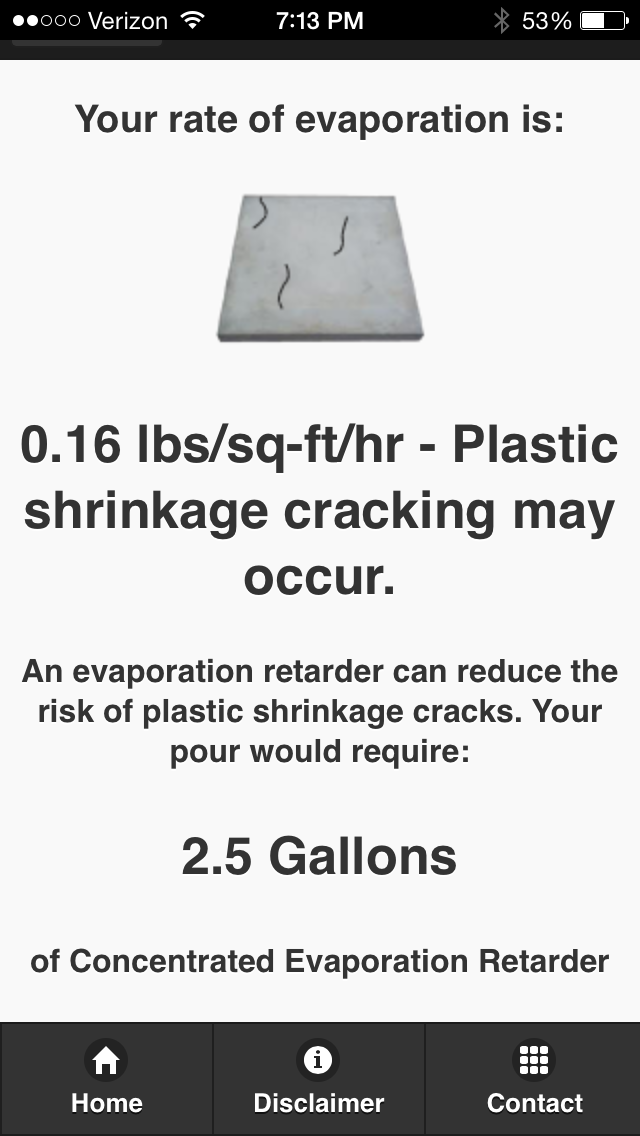 Verizon 7:13 PM 53%
Your rate of evaporation is:
0.16 lbs/sq-ft/hr - Plastic
shrinkage cracking may
occur.
An evaporation retarder can reduce the
risk of plastic shrinkage cracks. Your
pour would require:
2.5 Gallons
of Concentrated Evaporation Retarder
Home Disclaimer Contact